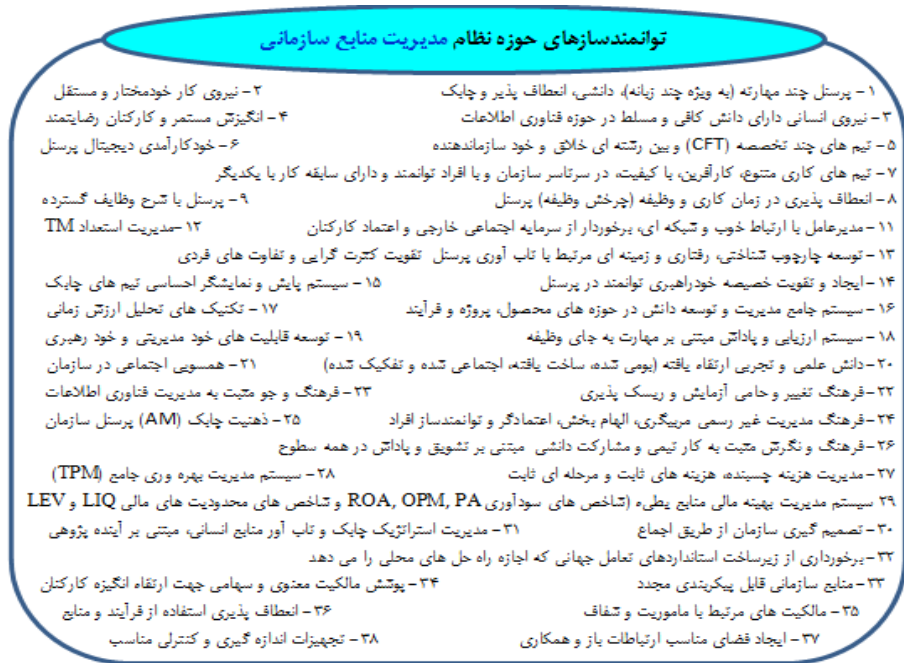 توانمندسازهای حوزه نظام مدیریت منابع سازمانی
۱- پرسنل چند مهارته (به ویژه چند زبانه)، دانشی، انعطاف پذیر و چابک ۲- نیروی کار خودمختار و مستقل
۳- نیروی انسانی دارای دانش کافی و مسلط در حوزه فناوری اطلاعات ۴- انگیزش مستمر و کارکنان رضایتمند
۵- تیم های چند تخصصه (CFT) و بین رشته ای خلاق و خود سازماندهنده ۶- خودکارآمدی دیجیتال پرسنل
۷- تیم های کاری متنوع، کارآفرین، با کیفیت، در سرتاسر سازمان و با افراد توانمند و دارای سابقه کار با یکدیگر
۸- انعطاف پذیری در زمان کاری و وظیفه (چرخش وظیفه) پرسنل ۹- پرسنل با شرح وظایف گسترده
۱۱- مدیرعامل با ارتباط خوب و شبکه ای، برخوردار از سرمایه اجتماعی خارجی و اعتماد کارکنان ۱۲-مدیریت استعداد TM
۱۳- توسعه چارچوب شناختی، رفتاری و زمینه ای مرتبط با تاب آوری پرسنل تقویت کثرت گرایی و تفاوت های فردی
۱۴- ایجاد و تقویت خصیصه خودراهبری توانمند در پرسنل ۱۵- سیستم پایش و نمایشگر احساسی تیم های چابک
۱۶- سیستم جامع مدیریت و توسعه دانش در حوزه های محصول، پروژه و فرآیند ۱۷- تکنیک های تحلیل ارزش زمانی
۱۸- سیستم ارزیابی و پاداش مبتنی بر مهارت به جای وظیفه ۱۹- توسعه قابلیت های خود مدیریتی و خود رهبری
۲۰- دانش علمی و تجربی ارتقاء یافته (بومی شده، ساخت یافته، اجتماعی شده و تفکیک شده) ۲۱- همسویی اجتماعی در سازمان
۲۲- فرهنگ تغییر و حامی آزمایش و ریسک پذیری ۲۳- فرهنگ و جو مثبت به مدیریت فناوری اطلاعات
۲۴-فرهنگ مدیریت غیر رسمی مربیگری، الهام بخش، اعتمادگر و توانمندساز افراد ۲۵- ذهنیت چابک (AM) پرسنل سازمان
۲۶-فرهنگ و نگرش مثبت به کار تیمی و مشارکت دانشی مبتنی بر تشویق و پاداش در همه سطوح
۲۷- مدیریت هزینه چسبنده، هزینه های ثابت و مرحله ای ثابت ۲۸- سیستم مدیریت بهره وری جامع (TPM)
۲۹ سیستم مدیریت بهینه مالی منابع یطیء (شاخص های سودآوری ROA, OPM, PA و شاخص های محدودیت های مالی LIQ و LEV
۳۰- تصمیم گیری سازمان از طریق اجماع ۳۱- مدیریت استراتژیک چابک و تاب آور منابع انسانی، مبتنی بر آینده پژوهی
۳۲-برخورداری از زیرساخت استانداردهای تعامل جهانی که اجازه راه حل های محلی را می دهد
۳۳-منابع سازمانی قابل پیکربندی مجدد ۳۴- پوشش مالکیت معنوی و سهامی جهت ارتقاء انگیزه کارکنان
۳۵- مالکیت های مرتبط با ماموریت و شفاف ۳۶- انعطاف پذیری استفاده از فرآیند و منابع
۳۷- ایجاد فضای مناسب ارتباطات باز و همکاری ۳۸- تجهیزات اندازه گیری و کنترلی مناسب